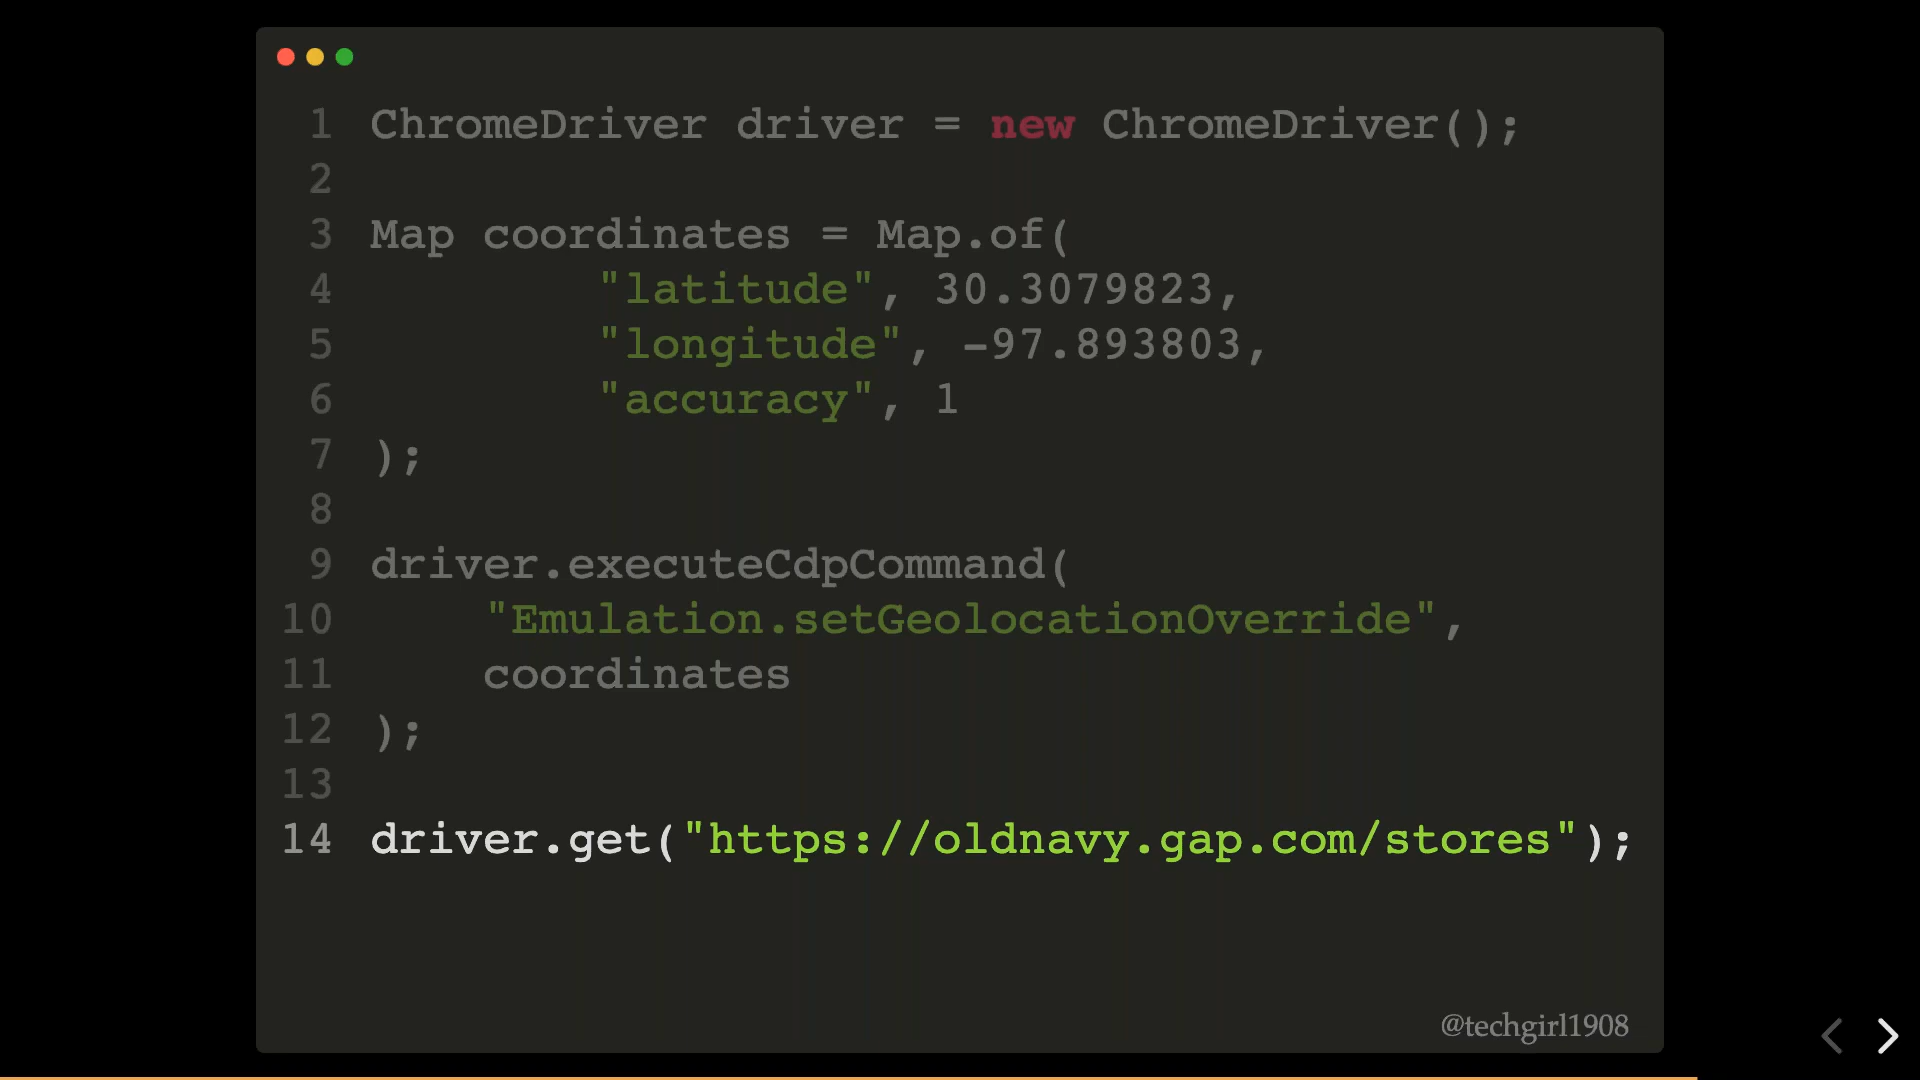 1 ChromeDriver driver = new ChromeDriver();
2
3 Map coordinates = Map.of(
4 "latitude", 30.3079823,
5 "longitude", -97.893803,
6 "accuracy", 1
7 );
8
9 driver.executeCdpCommand(
10 "Emulation.setGeolocationOverride",
11 coordinates
12 );
13
14 driver.get("https://oldnavy.gap.com/stores");
@techgirl1908